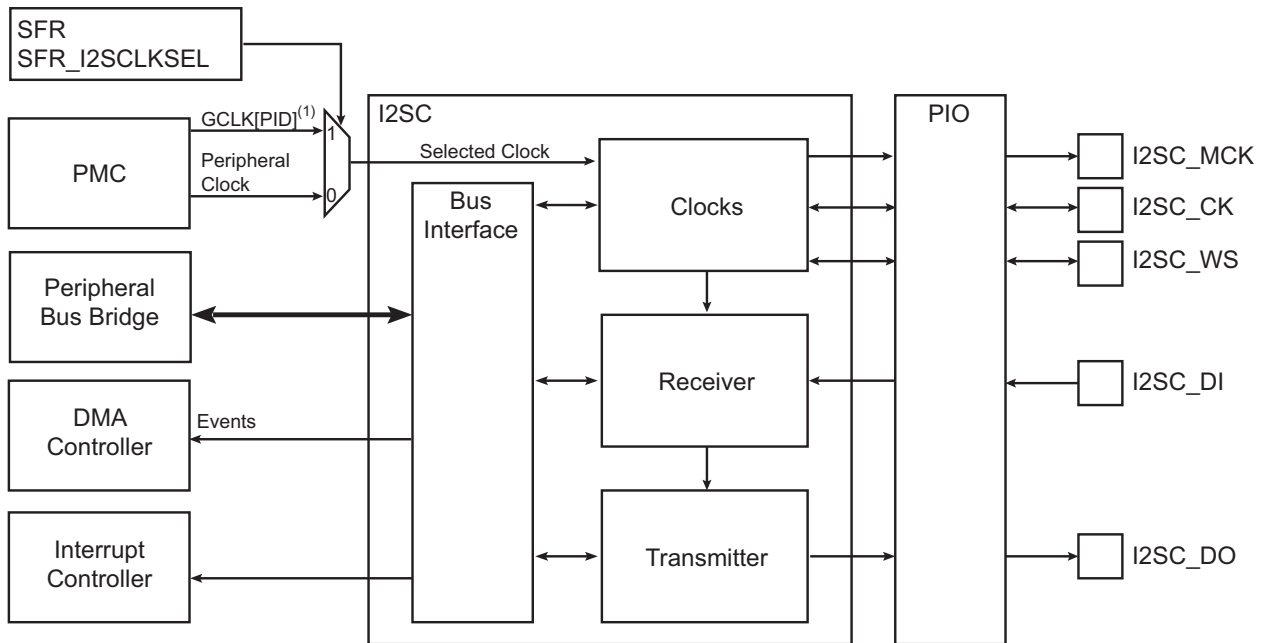 SFR
SFR_I2SCLKSEL
PMC
GCLK[PID](1)
Peripheral
Clock
1
0
Selected Clock
I2SC
Bus
Interface
Clocks
PIO
I2SC_MCK
I2SC_CK
I2SC_WS
Peripheral
Bus Bridge
Receiver
I2SC_DI
DMA
Controller
Events
Interrupt
Controller
Transmitter
I2SC_DO